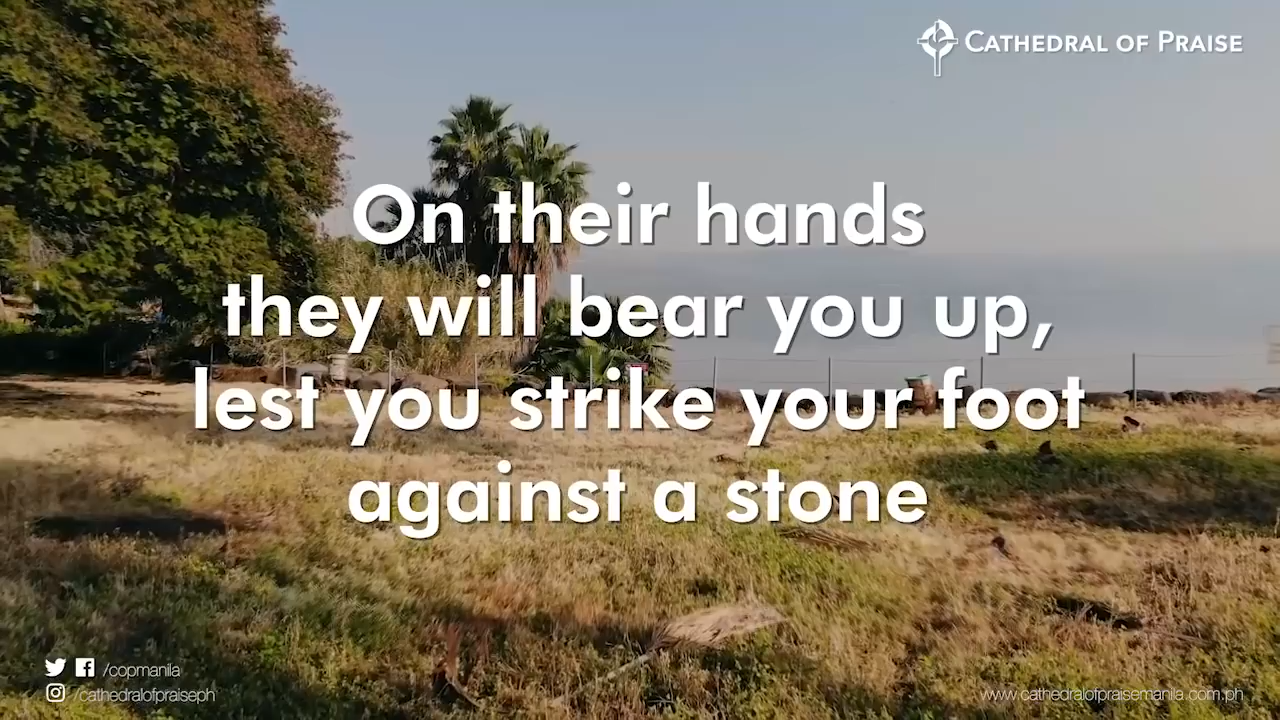 CATHEDRAL OF PRAISE
On their hands
they will bear you up,
lest you strike your foot
against a stone
/copmanila
/cathedralofpraiseph
www.cathedralofpraisemanila.com.ph